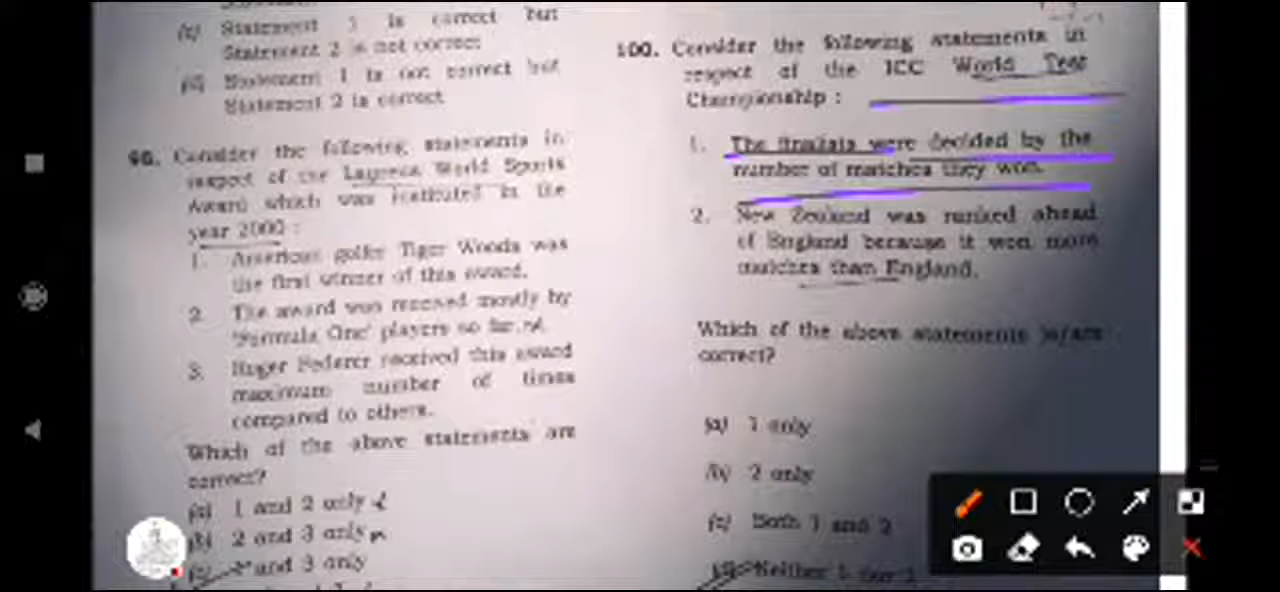 (c) Statement 1 is correct but
Statement 2 is not correct
(d) Statement 1 is not correct but
Statement 2 is correct
98. Consider the following statements in
respect of the Laureus World Sports
Award which was instituted in the
year 2000 :
1. American golfer Tiger Woods was
the first winner of this award.
2. The award was received mostly by
'Formula One' players so far.
3. Roger Federer received this award
maximum number of times
compared to others.
Which of the above statements are
correct?
(a) 1 and 2 only
(b) 2 and 3 only
(c) and 3 only
100. Consider the following statements in
respect of the ICC World Test
Championship :
1. The finalists were decided by the
number of matches they won.
2. New Zealand was ranked ahead
of England because it won more
matches than England.
Which of the above statements is/are
correct?
(a) 1 only
(b) 2 only
(c) Both 1 and 2
(d) Neither 1 nor 2